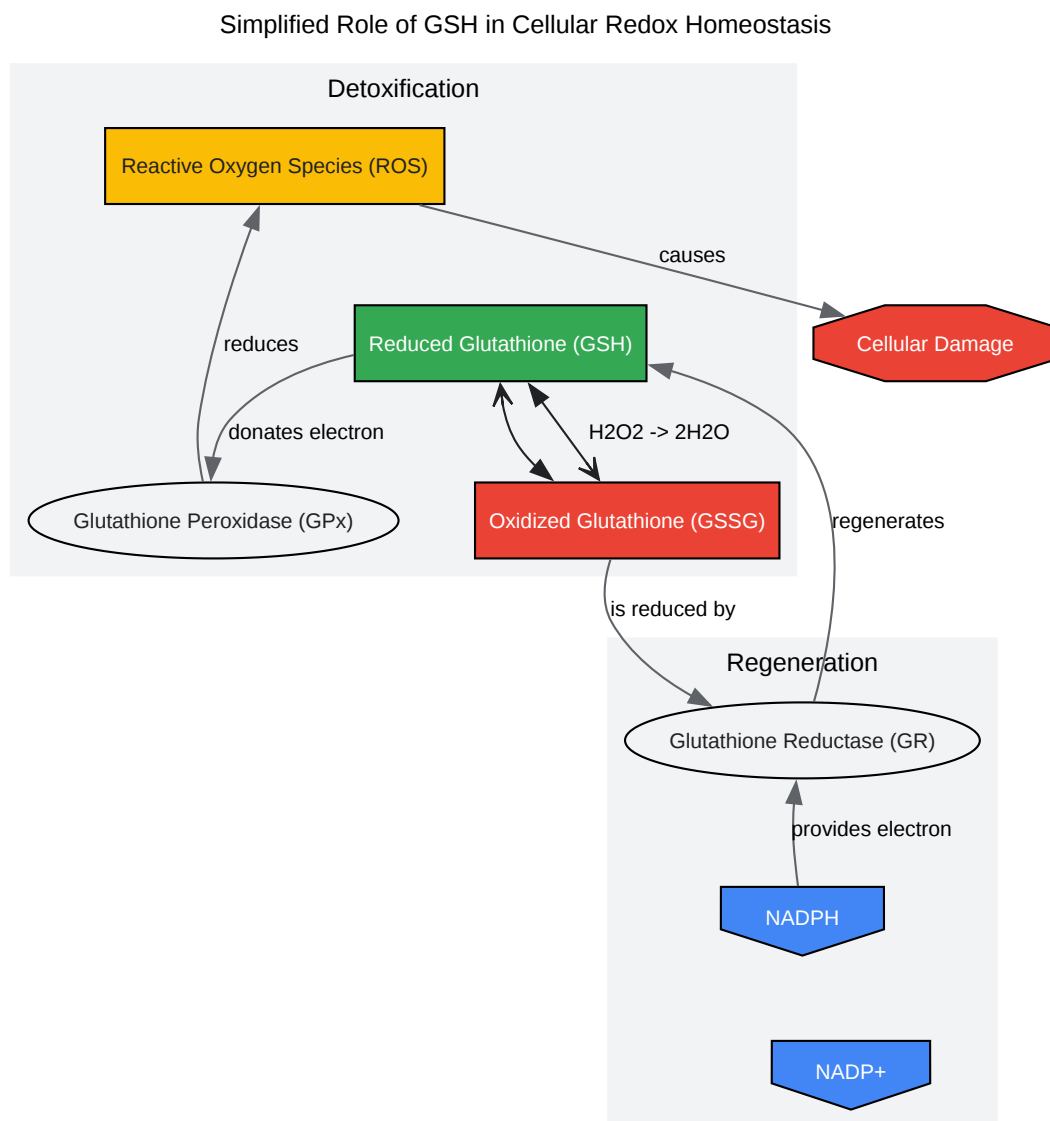 Simplified Role of GSH in Cellular Redox Homeostasis
Detoxification
Reactive Oxygen Species (ROS)
causes
reduces
Reduced Glutathione (GSH)
Cellular Damage
donates electron
H2O2 -> 2H2O
Glutathione Peroxidase (GPx)
Oxidized Glutathione (GSSG)
regenerates
is reduced by
Regeneration
Glutathione Reductase (GR)
provides electron
NADPH
NADP+